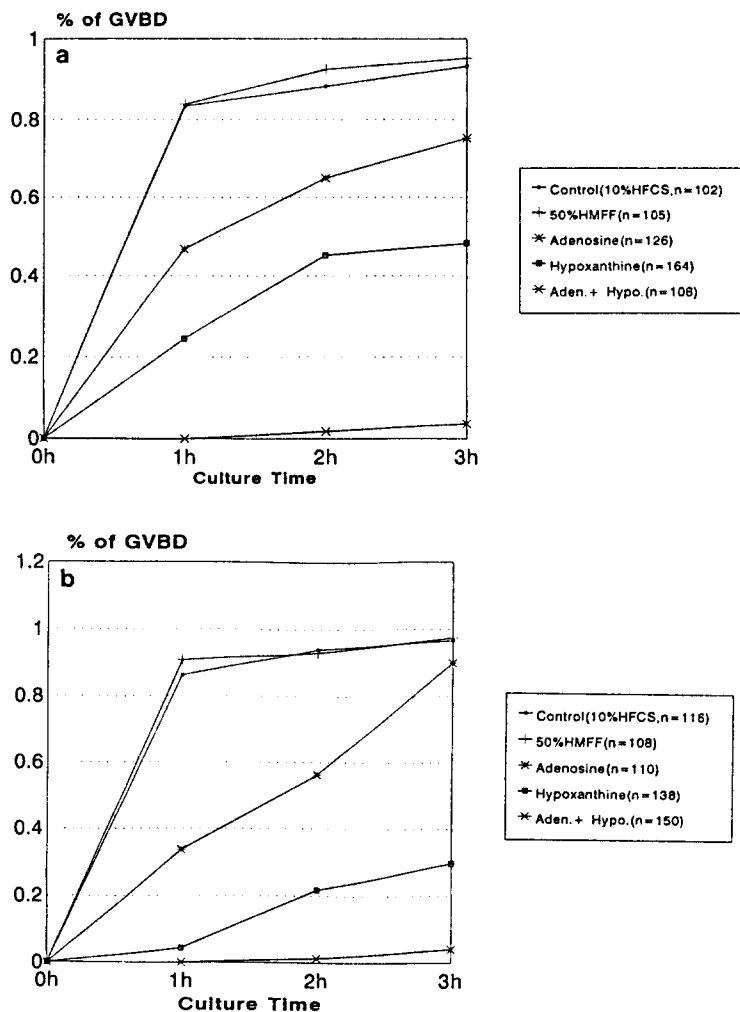 % of GVBD
a
1
0.8
0.6
0.4
0.2
0
0h 1h 2h 3h
Culture Time
Control(10%HFCS,n=102)
50%HMFF(n=105)
Adenosine(n=126)
Hypoxanthine(n=164)
Aden.+ Hypo.(n=106)
% of GVBD
b
1.2
1
0.8
0.6
0.4
0.2
0
0h 1h 2h 3h
Culture Time
Control(10%HFCS,n=116)
50%HMFF(n=108)
Adenosine(n=110)
Hypoxanthine(n=138)
Aden.+ Hypo.(n=150)